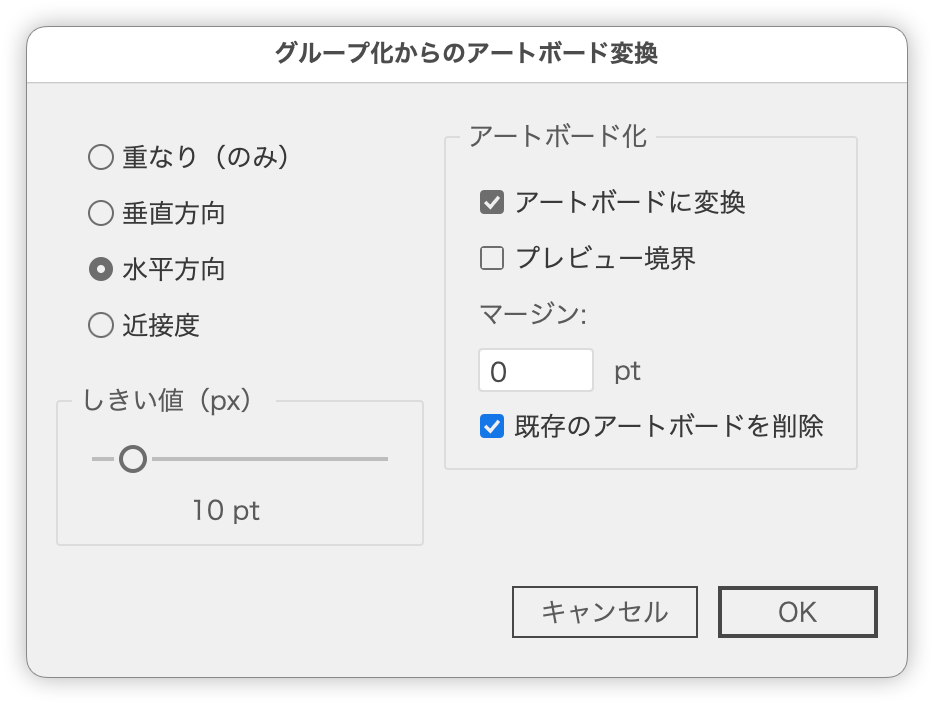 グループ化からのアートボード変換
重なり（のみ）
垂直方向
水平方向
近接度
しきい値（px）
10 pt
アートボード化
アートボードに変換
プレビュー境界
マージン:
0 pt
既存のアートボードを削除
キャンセル OK